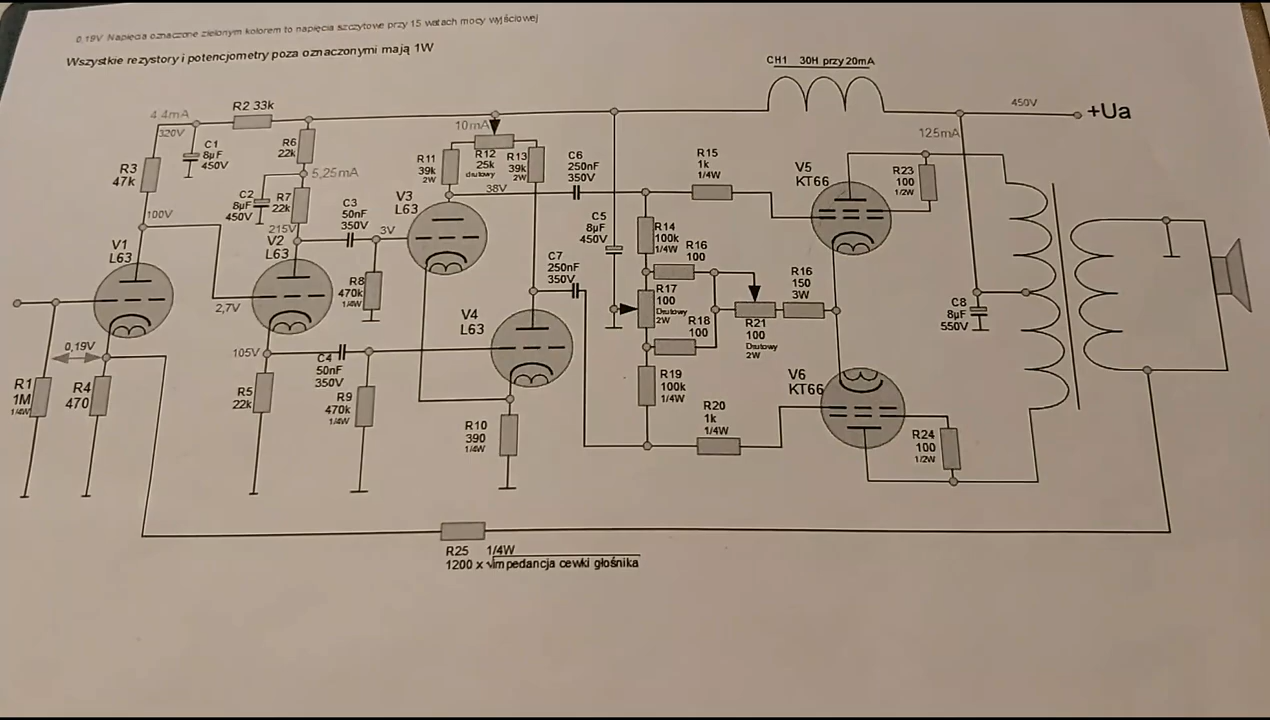 0,19V Napięcia oznaczone zielonym kolorem to napięcia szczytowe przy 15 watach mocy wyjściowej
Wszystkie rezystory i potencjometry poza oznaczonymi mają 1W
CH1 30H przy 20mA
450V
+Ua
4,4mA
320V
R2 33k
C1
8µF
450V
R3
47k
R6
22k
5,25mA
C2
8µF
450V
R7
22k
10mA
R11
39k
2W
R12
25k
drutowy
R13
39k
2W
38V
C6
250nF
350V
R15
1k
1/4W
V5
KT66
125mA
R23
100
1/2W
100V
V1
L63
215V
V2
L63
C3
50nF
350V
3V
V3
L63
C5
8µF
450V
R14
100k
1/4W
R16
100
R8
470k
1/4W
C7
250nF
350V
R17
100
Drutowy
2W
R18
100
R21
100
Drutowy
2W
R16
150
3W
C8
8µF
550V
2,7V
V4
L63
0,19V
105V
C4
50nF
350V
R1
1M
1/4W
R4
470
R5
22k
R9
470k
1/4W
R10
390
1/4W
R19
100k
1/4W
R20
1k
1/4W
V6
KT66
R24
100
1/2W
R25 1/4W
1200 x √impedancja cewki głośnika